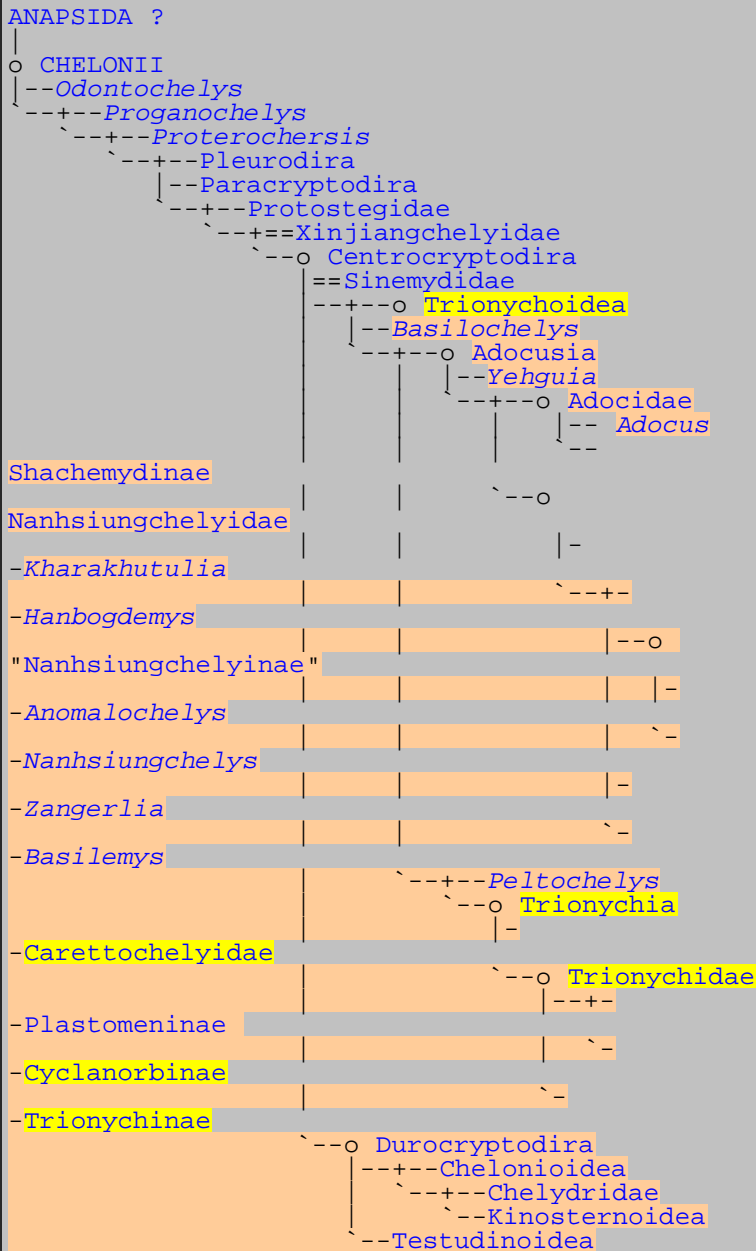 ANAPSIDA ?
|
o CHELONII
|--Odontochelys
`--+--Proganochelys
   `--+--Proterochersis
      `--+--Pleurodira
         |--Paracryptodira
         `--+--Protostegidae
            `--+==Xinjiangchelyidae
               `--o Centrocryptodira
                  |==Sinemydidae
                  |--+--o Trionychoidea
                  |  |--Basilochelys
                  |  `--+--o Adocusia
                  |     |  |--Yehguia
                  |     |  `--+--o Adocidae
                  |     |     |   |-- Adocus
                  |     |     |   `--
Shachemydinae
                  |     |     `--o
Nanhsiungchelyidae
                  |     |         |-
-Kharakhutulia
                  |     |         `--+-
-Hanbogdemys
                  |     |            |--o
"Nanhsiungchelyinae"
                  |     |            |  |-
-Anomalochelys
                  |     |            |  `-
-Nanhsiungchelys
                  |     |            |-
-Zangerlia
                  |     |            `-
-Basilemys
                  |     `--+--Peltochelys
                  |        `--o Trionychia
                  |           |-
-Carettochelyidae
                  |           `--o Trionychidae
                  |              |--+-
-Plastomeninae
                  |              |  `-
-Cyclanorbinae
                  |              `-
-Trionychinae
                  `--o Durocryptodira
                     |--+--Chelonioidea
                     |  `--+--Chelydridae
                     |     `--Kinosternoidea
                     `--Testudinoidea